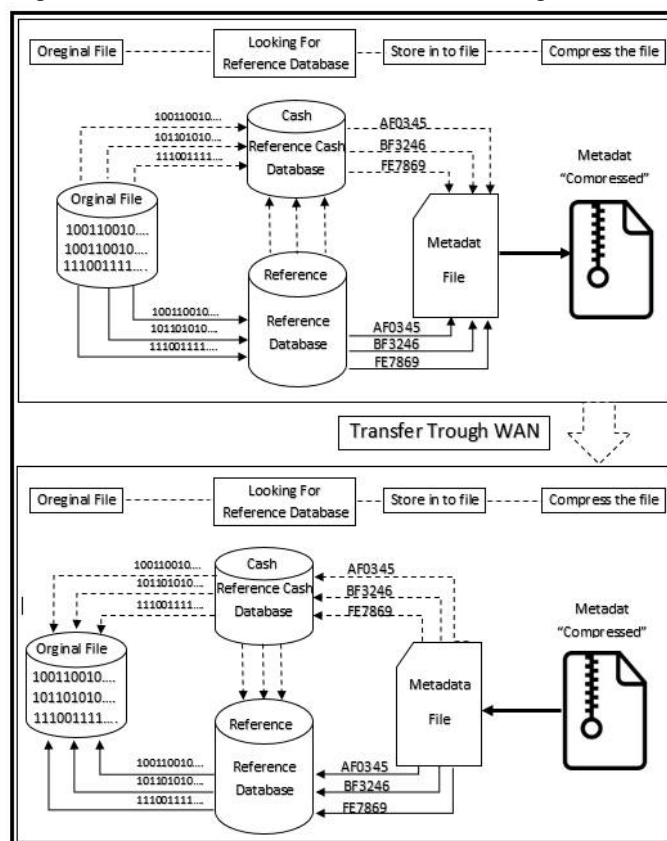 Oreginal File
Looking For
Reference Database
Store in to file
Compress the file
100110010....
101101010....
111001111....
Cash
Reference Cash
Database
AF0345
BF3246
FE7869
Metadat
“Compressed”
Orginal File
100110010....
100110010....
111001111....
Metadat
File
Reference
Reference
Database
100110010....
101101010....
111001111....
AF0345
BF3246
FE7869
Transfer Trough WAN
Oreginal File
Looking For
Reference Database
Store in to file
Compress the file
100110010....
101101010....
111001111....
Cash
Reference Cash
Database
AF0345
BF3246
FE7869
Metadat
“Compressed”
Orginal File
100110010....
101101010....
111001111....
Metadata
File
Reference
Reference
Database
100110010....
101101010....
111001111....
AF0345
BF3246
FE7869